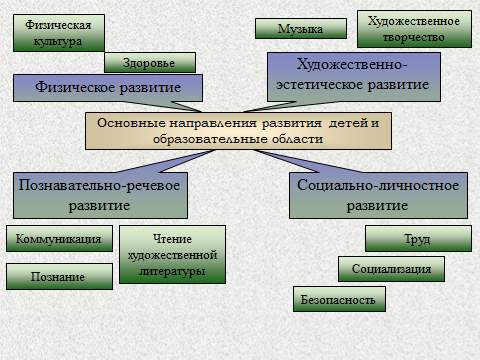 Физическая
культура
Здоровье
Физическое развитие
Музыка
Художественное
творчество
Художественно-
эстетическое развитие
Основные направления развития детей и
образовательные области
Познавательно-речевое
развитие
Коммуникация
Познание
Чтение
художественной
литературы
Социально-личностное
развитие
Труд
Социализация
Безопасность